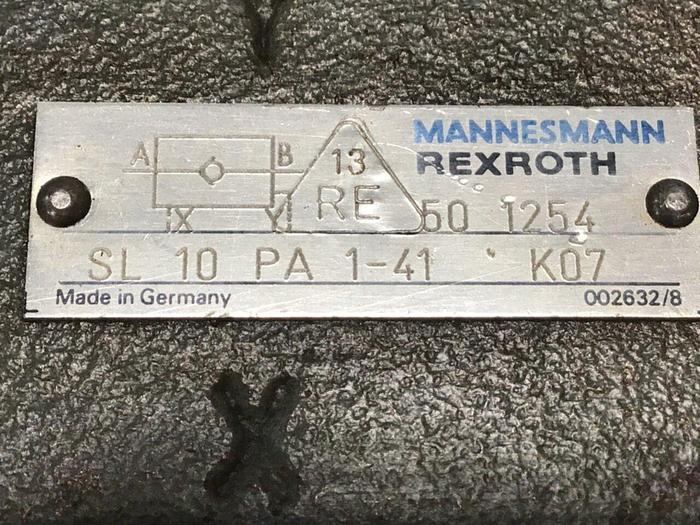 MANNESMANN
REXROTH
A B 13
X Y RE 50 1254
SL 10 PA 1-41 K07
Made in Germany 002632/8
X